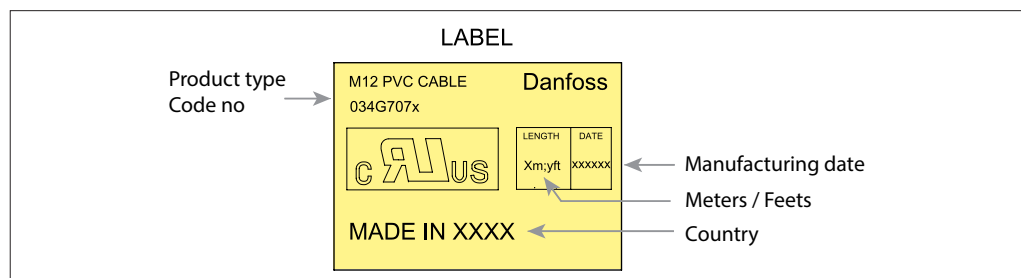 LABEL
Product type
Code no
M12 PVC CABLE
Danfoss
034G707x
c RU US
LENGTH
DATE
Xm;yft
xxxxxx
Manufacturing date
Meters / Feets
MADE IN XXXX
Country